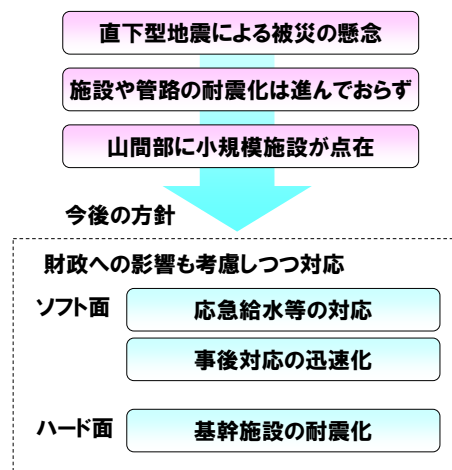 直下型地震による被災の懸念
施設や管路の耐震化は進んでおらず
山間部に小規模施設が点在
今後の方針
財政への影響も考慮しつつ対応
ソフト面
応急給水等の対応
事後対応の迅速化
ハード面
基幹施設の耐震化